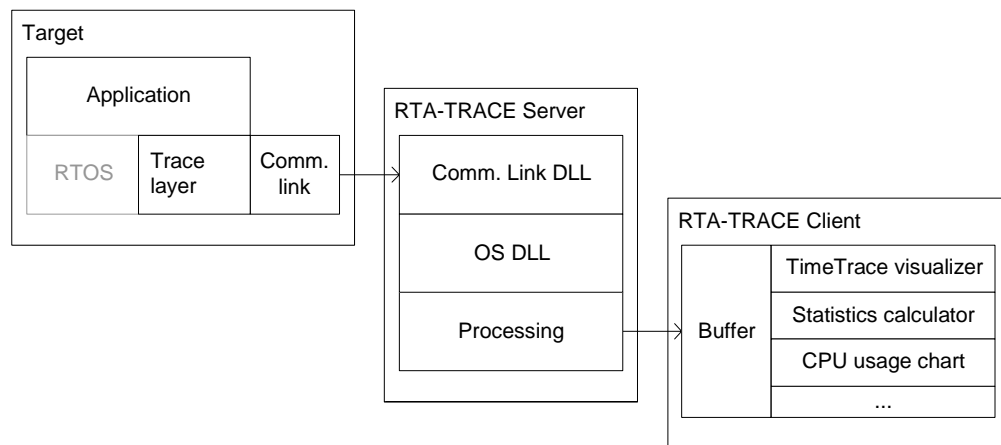 Target
Application
RTOS
Trace
layer
Comm.
link
RTA-TRACE Server
Comm. Link DLL
OS DLL
Processing
RTA-TRACE Client
Buffer
TimeTrace visualizer
Statistics calculator
CPU usage chart
...